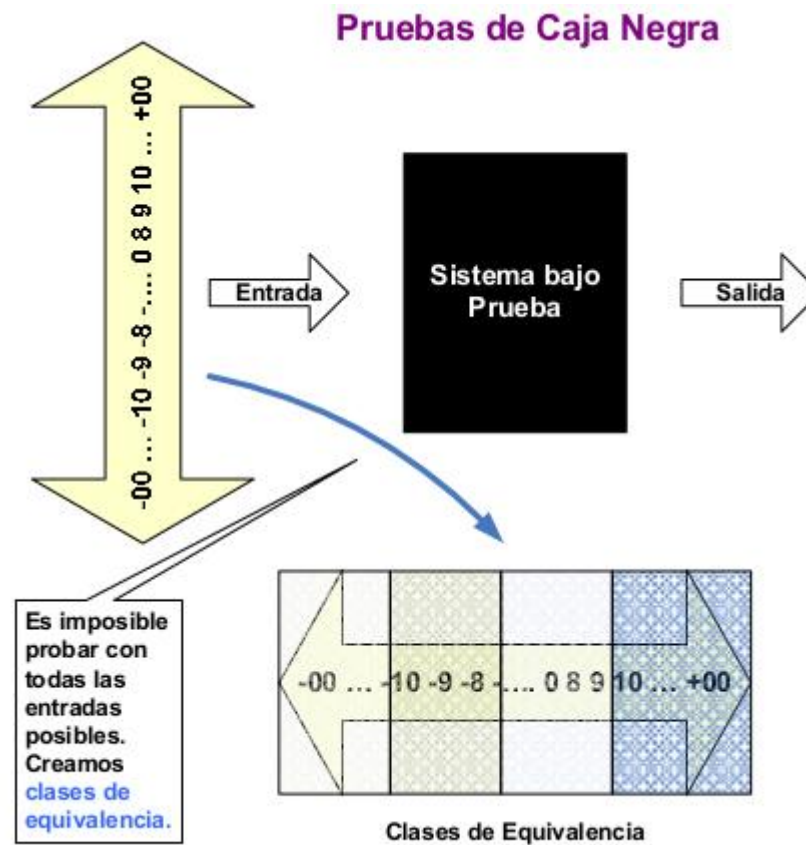 Pruebas de Caja Negra
-00 ... -10 -9 -8 -.... 0 8 9 10 ... +00
Entrada
Sistema bajo
Prueba
Salida
Es imposible
probar con
todas las
entradas
posibles.
Creamos
clases de
equivalencia.
-00 ... -10 -9 -8 -.... 0 8 9 10 ... +00
Clases de Equivalencia